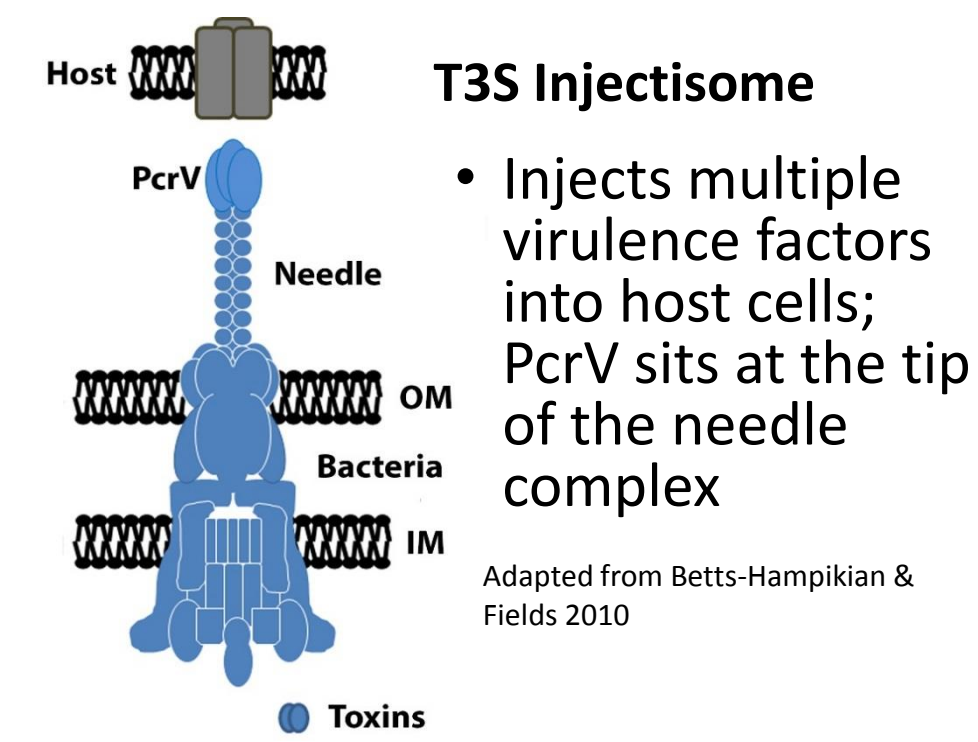 Host
PcrV
Needle
OM
Bacteria
IM
Toxins
T3S Injectisome
• Injects multiple
virulence factors
into host cells;
PcrV sits at the tip
of the needle
complex
Adapted from Betts-Hampikian &
Fields 2010